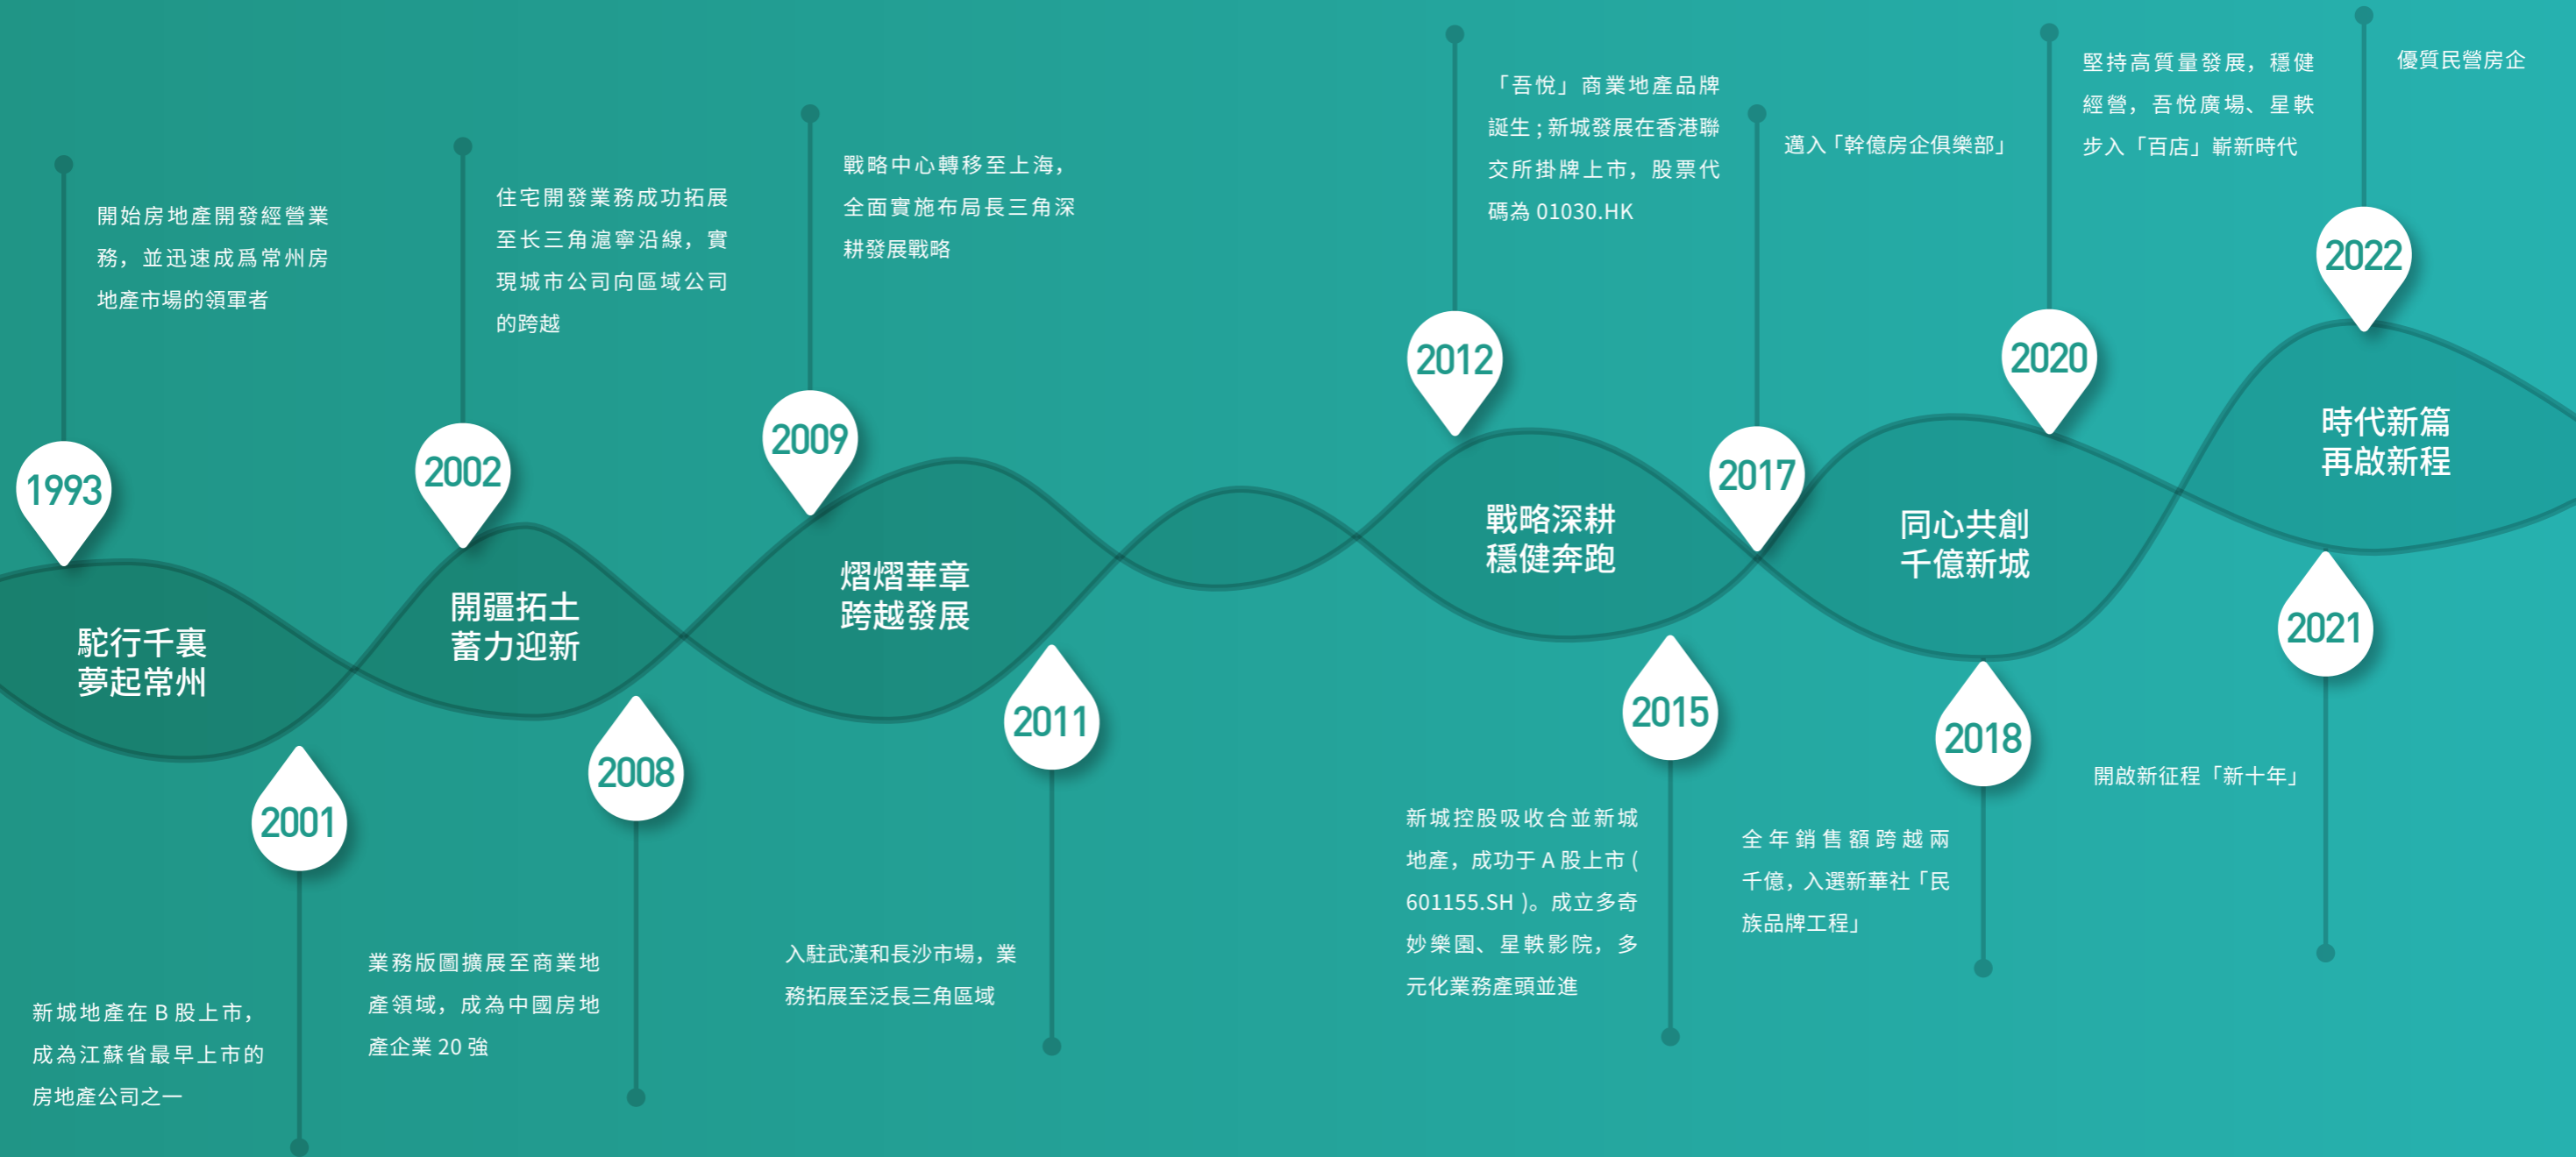 1993
開始房地產開發經營業
務，並迅速成爲常州房
地產市場的領軍者
駝行千裏
夢起常州
2001
新城地產在 B 股上市，
成為江蘇省最早上市的
房地產公司之一
2002
住宅開發業務成功拓展
至长三角滬寧沿線，實
現城市公司向區域公司
的跨越
開疆拓土
蓄力迎新
2008
業務版圖擴展至商業地
產領域，成為中國房地
產企業 20 強
2009
戰略中心轉移至上海，
全面實施布局長三角深
耕發展戰略
熠熠華章
跨越發展
2011
入駐武漢和長沙市場，業
務拓展至泛長三角區域
2012
「吾悅」商業地產品牌
誕生 ; 新城發展在香港聯
交所掛牌上市，股票代
碼為 01030.HK
戰略深耕
穩健奔跑
2015
新城控股吸收合並新城
地產，成功于 A 股上市 (
601155.SH )。成立多奇
妙樂園、星軼影院，多
元化業務產頭並進
2017
邁入「幹億房企俱樂部」
同心共創
千億新城
2018
全年銷售額跨越兩
千億，入選新華社「民
族品牌工程」
2020
堅持高質量發展，穩健
經營，吾悅廣場、星軼
步入「百店」嶄新時代
2021
開啟新征程「新十年」
2022
優質民營房企
時代新篇
再啟新程